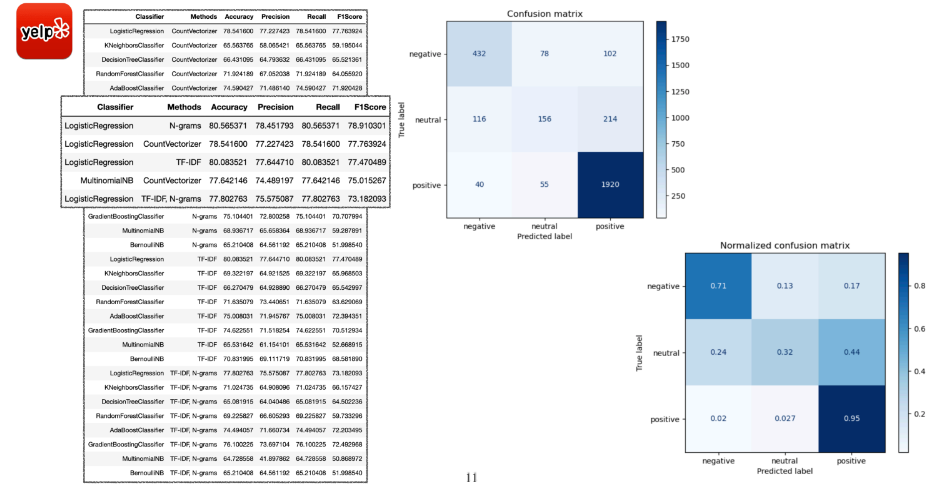 yelp
Classifier Methods Accuracy Precision Recall F1Score
LogisticRegression CountVectorizer 78.541600 77.227423 78.541600 77.763924
KNeighborsClassifier CountVectorizer 65.563765 58.065421 65.563765 59.186044
DecisionTreeClassifier CountVectorizer 66.431095 64.793632 66.431095 65.521361
RandomForestClassifier CountVectorizer 71.924189 67.052038 71.924189 64.055920
AdaBoostClassifier CountVectorizer 74.590427 71.486140 74.590427 71.920428
Classifier Methods Accuracy Precision Recall F1Score
LogisticRegression N-grams 80.565371 78.451793 80.565371 78.910301
LogisticRegression CountVectorizer 78.541600 77.227423 78.541600 77.763924
LogisticRegression TF-IDF 80.083521 77.644710 80.083521 77.470489
MultinomialNB CountVectorizer 77.642146 74.489197 77.642146 75.015267
LogisticRegression TF-IDF, N-grams 77.802763 75.575087 77.802763 73.182093
GradientBoostingClassifier N-grams 75.104401 72.800258 75.104401 70.707994
MultinomialNB N-grams 68.936717 65.658364 68.936717 59.287891
BernoulliNB N-grams 65.210408 64.561192 65.210408 51.998540
LogisticRegression TF-IDF 80.083521 77.644710 80.083521 77.470489
KNeighborsClassifier TF-IDF 69.322197 64.921525 69.322197 65.968503
DecisionTreeClassifier TF-IDF 66.270479 64.928890 66.270479 65.542997
RandomForestClassifier TF-IDF 71.635079 73.440651 71.635079 63.629069
AdaBoostClassifier TF-IDF 75.008031 71.945767 75.008031 72.394351
GradientBoostingClassifier TF-IDF 74.622551 71.518254 74.622551 70.512934
MultinomialNB TF-IDF 65.531642 61.154101 65.531642 52.668915
BernoulliNB TF-IDF 70.831995 69.111719 70.831995 68.581890
LogisticRegression TF-IDF, N-grams 77.802763 75.575087 77.802763 73.182093
KNeighborsClassifier TF-IDF, N-grams 71.024735 64.908096 71.024735 66.157427
DecisionTreeClassifier TF-IDF, N-grams 65.081915 64.040486 65.081915 64.502236
RandomForestClassifier TF-IDF, N-grams 69.225827 66.605293 69.225827 59.733296
AdaBoostClassifier TF-IDF, N-grams 74.494057 71.660734 74.494057 72.203495
GradientBoostingClassifier TF-IDF, N-grams 76.100225 73.697104 76.100225 72.492968
MultinomialNB TF-IDF, N-grams 64.728558 41.897862 64.728558 50.868972
BernoulliNB TF-IDF, N-grams 65.210408 64.561192 65.210408 51.998540
Confusion matrix
negative 432 78 102
neutral 116 156 214
positive 40 55 1920
True label
negative neutral positive
Predicted label
1750
1500
1250
1000
750
500
250
Normalized confusion matrix
negative 0.71 0.13 0.17
neutral 0.24 0.32 0.44
positive 0.02 0.027 0.95
True label
negative neutral positive
Predicted label
0.8
0.6
0.4
0.2
11